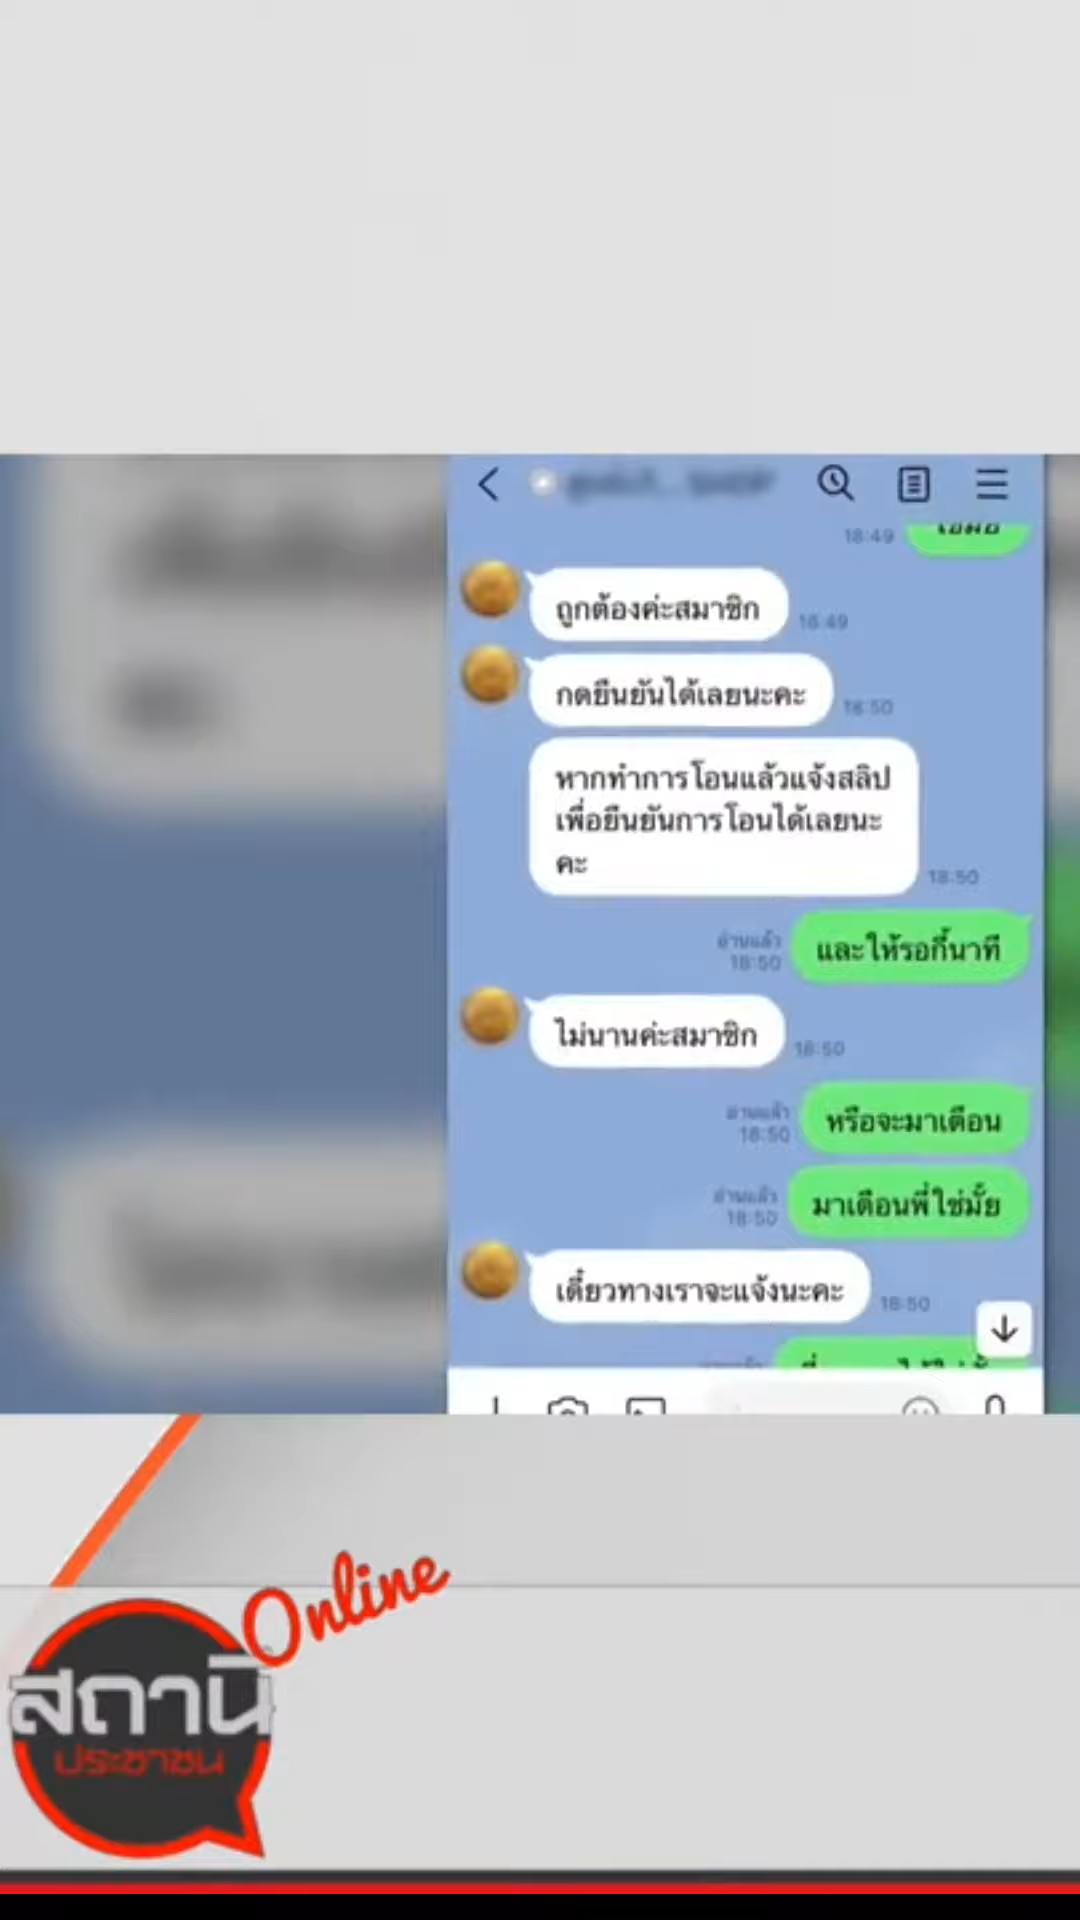 18:49
ถูกต้องค่ะสมาชิก
18:49
กดยืนยันได้เลยนะคะ
18:50
หากทำการโอนแล้วแจ้งสลิป
เพื่อยืนยันการโอนได้เลยนะ
คะ
18:50
อ่านแล้ว
18:50
และให้รอกี้นาที
ไม่นานค่ะสมาชิก
18:50
อ่านแล้ว
18:50
หรือจะมาเดือน
อ่านแล้ว
18:50
มาเดือนพี่ใช่มั้ย
เดี๋ยวทางเราจะแจ้งนะคะ
18:50
Online
สถานี
ประชาชน